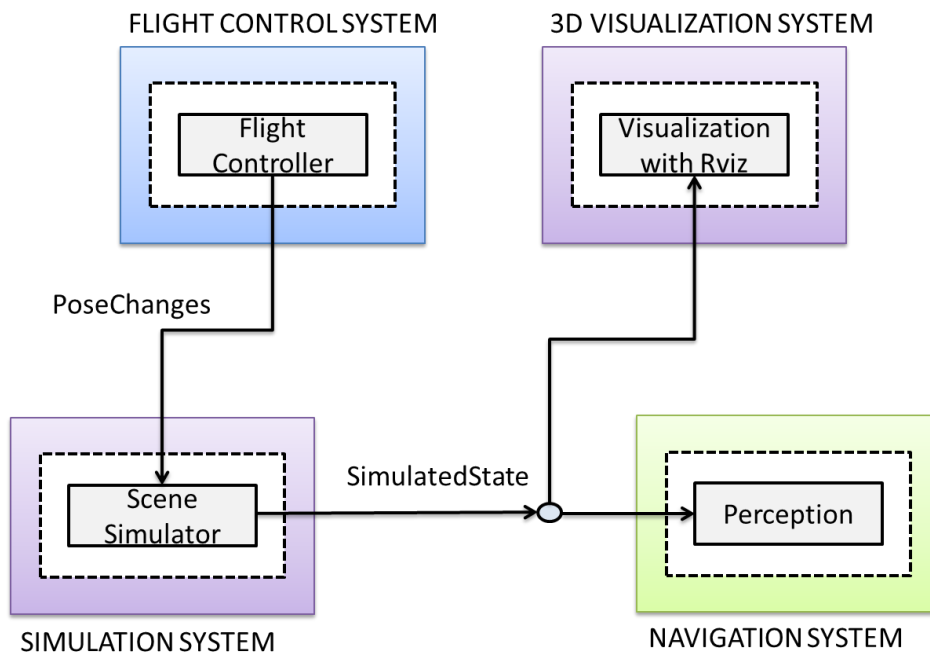 FLIGHT CONTROL SYSTEM
3D VISUALIZATION SYSTEM
Flight
Controller
Visualization
with Rviz
PoseChanges
SimulatedState
Scene
Simulator
Perception
SIMULATION SYSTEM
NAVIGATION SYSTEM